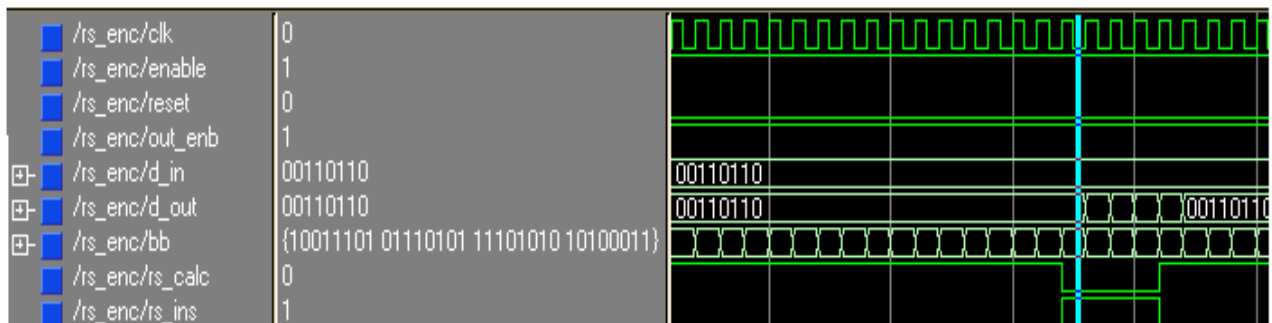 /rs_enc/clk 0
/rs_enc/enable 1
/rs_enc/reset 0
/rs_enc/out_enb 1
/rs_enc/d_in 00110110 00110110
/rs_enc/d_out 00110110 00110110 00110110
/rs_enc/bb {10011101 01110101 11101010 10100011}
/rs_enc/rs_calc 0
/rs_enc/rs_ins 1